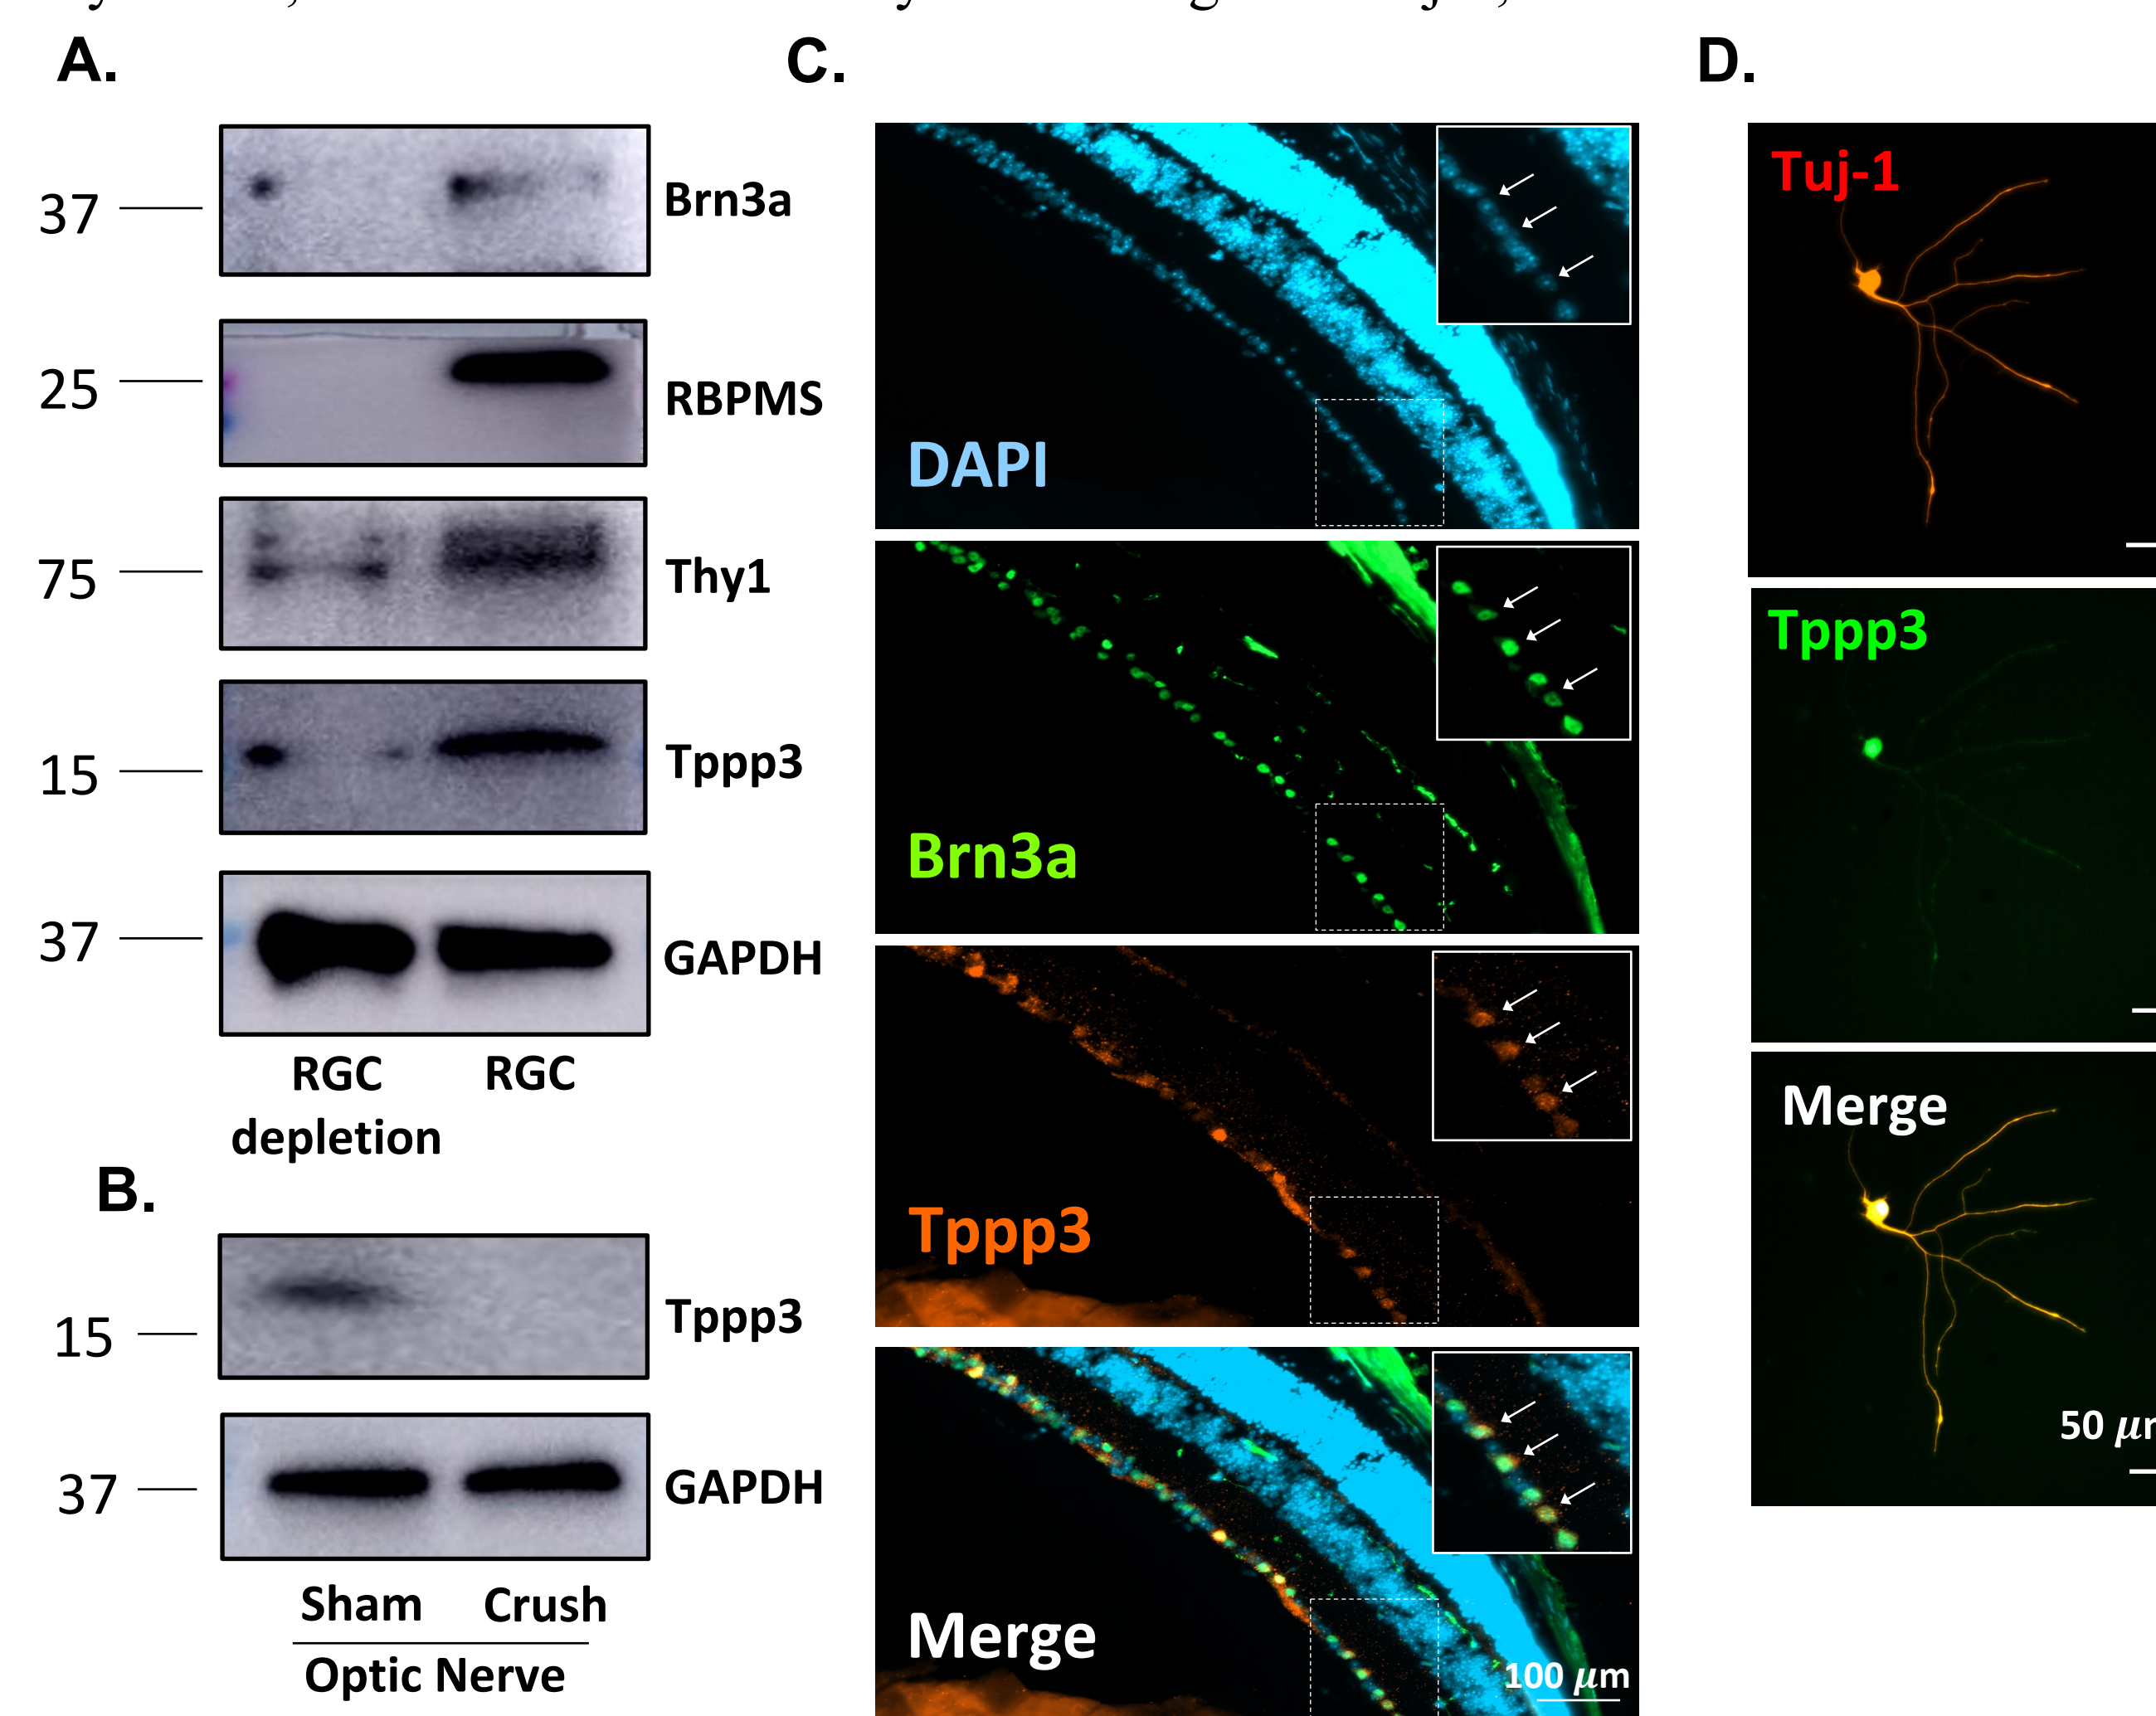 A.
37
Brn3a
25
RBPMS
75
Thy1
15
Tppp3
37
GAPDH
RGC depletion
RGC
B.
15
Tppp3
37
GAPDH
Sham
Crush
Optic Nerve
C.
DAPI
Brn3a
Tppp3
Merge
100 μm
D.
Tuj-1
Tppp3
Merge
50